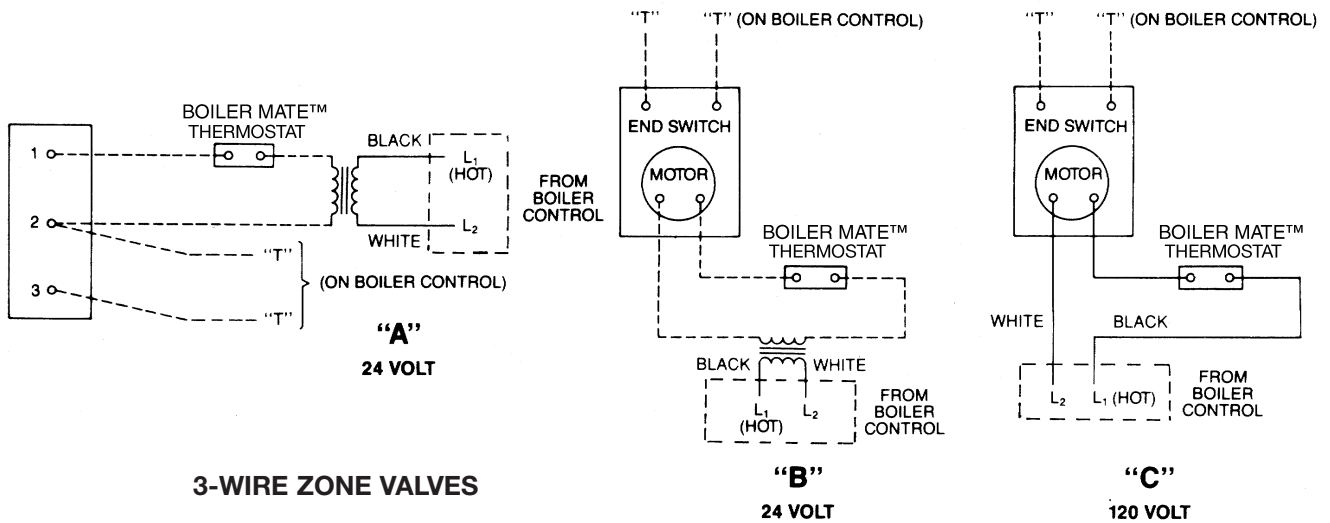 BOILER MATE™
THERMOSTAT
1
2
3
BLACK
WHITE
L1
(HOT)
L2
FROM
BOILER
CONTROL
"T"
"T"
(ON BOILER CONTROL)
"A"
24 VOLT
3-WIRE ZONE VALVES
"T" "T" (ON BOILER CONTROL)
END SWITCH
MOTOR
BOILER MATE™
THERMOSTAT
BLACK WHITE
L1 L2
(HOT)
FROM
BOILER
CONTROL
"B"
24 VOLT
"T" "T" (ON BOILER CONTROL)
END SWITCH
MOTOR
BOILER MATE™
THERMOSTAT
WHITE BLACK
L2 L1 (HOT)
FROM
BOILER
CONTROL
"C"
120 VOLT